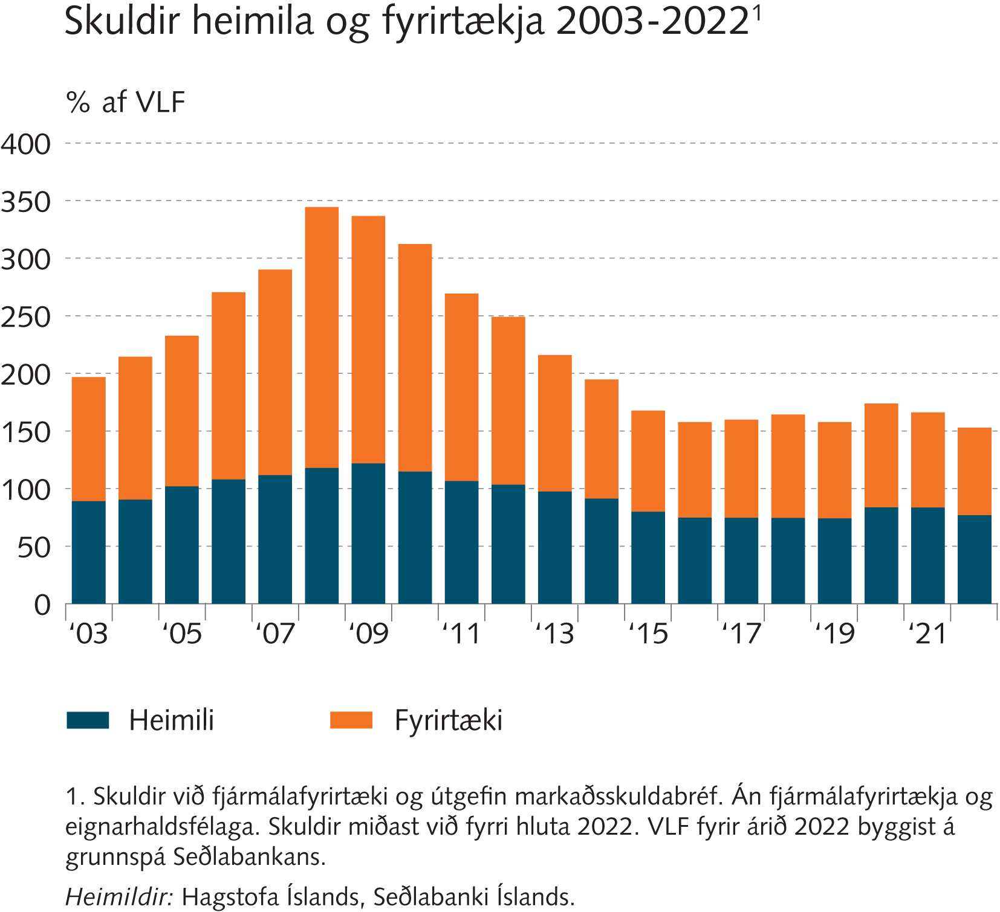 Skuldir heimila og fyrirtækja 2003-2022¹
% af VLF
400
350
300
250
200
150
100
50
0
‘03 ‘05 ‘07 ‘09 ‘11 ‘13 ‘15 ‘17 ‘19 ‘21
Heimili Fyrirtæki
1. Skuldir við fjármálafyrirtæki og útgefin markaðsskuldabréf. Án fjármálafyrirtækja og
eignarhaldsfélaga. Skuldir miðast við fyrri hluta 2022. VLF fyrir árið 2022 byggist á
grunnspá Seðlabankans.
Heimildir: Hagstofa Íslands, Seðlabanki Íslands.